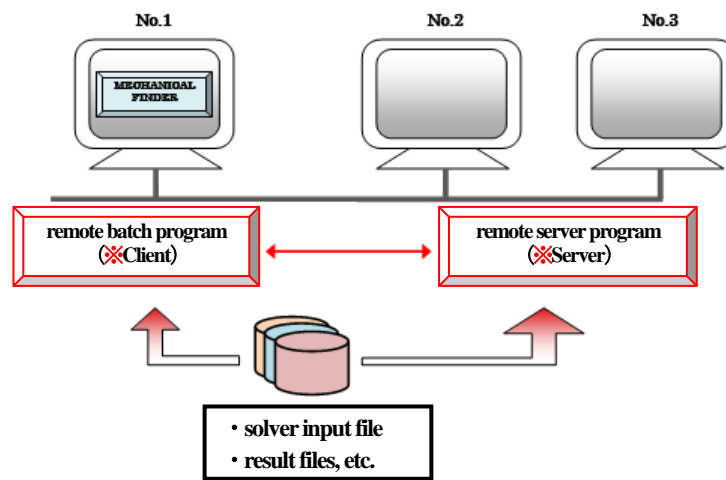 No.1
No.2
No.3
MECHANICAL
FINDER
remote batch program
(※Client)
remote server program
(※Server)
・solver input file
・result files, etc.